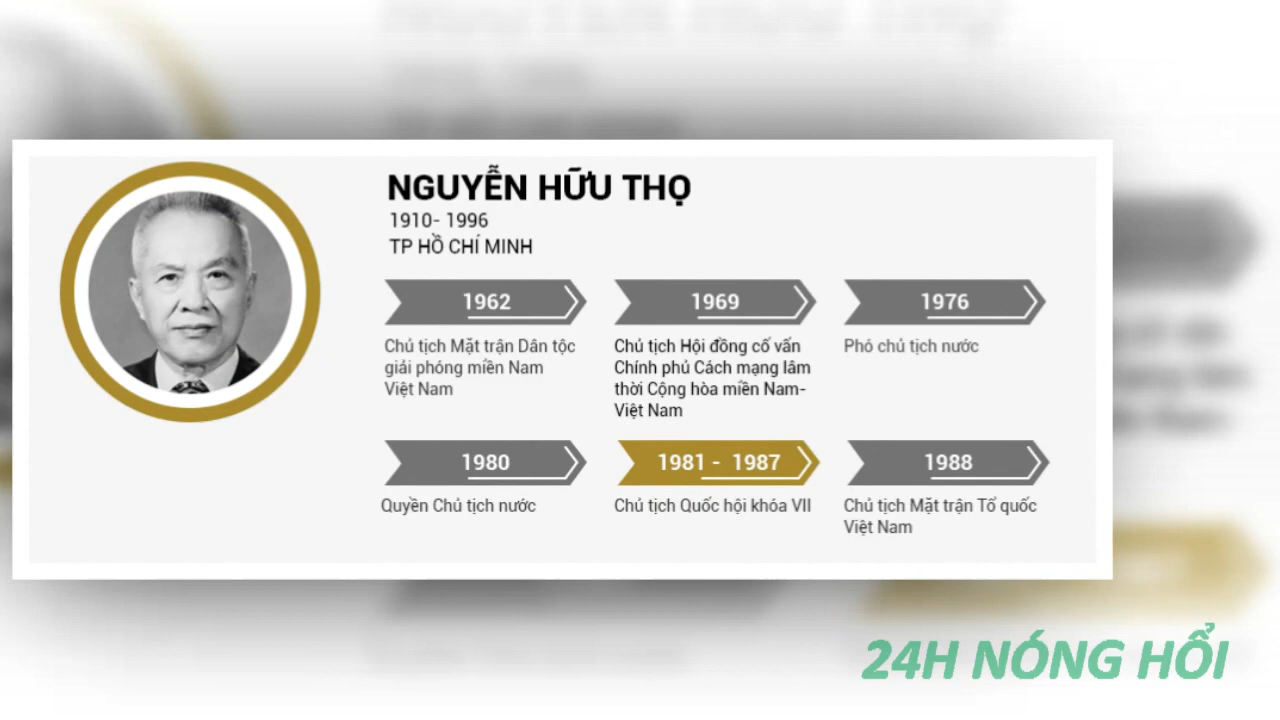 NGUYỄN HỮU THỌ
1910- 1996
TP HỒ CHÍ MINH
1962
Chủ tịch Mặt trận Dân tộc
giải phóng miền Nam
Việt Nam
1969
Chủ tịch Hội đồng cố vấn
Chính phủ Cách mạng lâm
thời Cộng hòa miền Nam-
Việt Nam
1976
Phó chủ tịch nước
1980
Quyền Chủ tịch nước
1981 - 1987
Chủ tịch Quốc hội khóa VII
1988
Chủ tịch Mặt trận Tổ quốc
Việt Nam
24H NÓNG HỔI